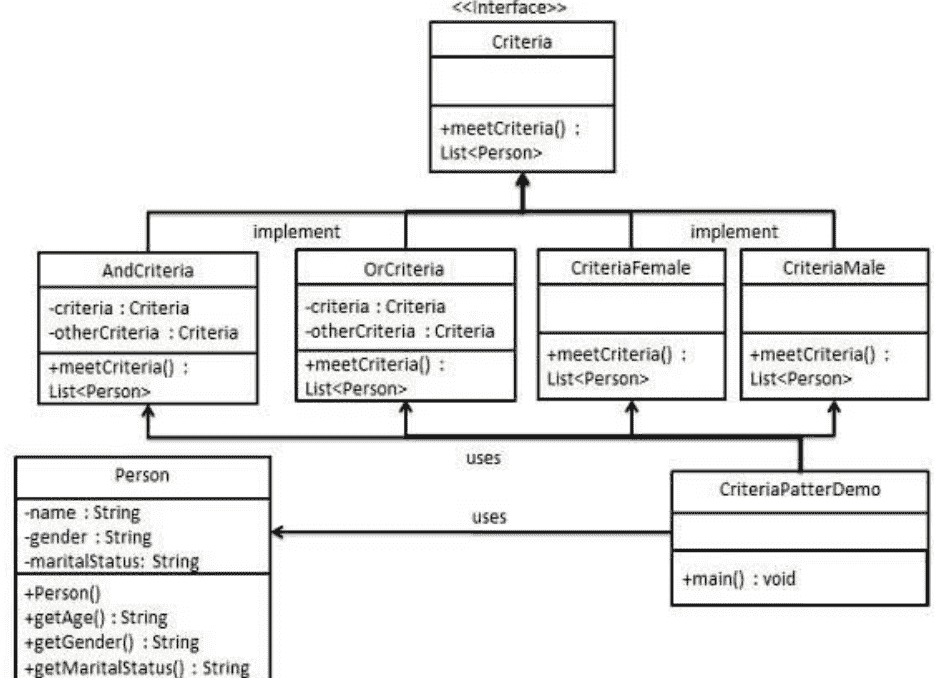 <<Interface>>
Criteria
+meetCriteria() :
List<Person>
implement
implement
AndCriteria
-criteria : Criteria
-otherCriteria : Criteria
+meetCriteria() :
List<Person>
OrCriteria
-criteria : Criteria
-otherCriteria : Criteria
+meetCriteria() :
List<Person>
CriteriaFemale
+meetCriteria() :
List<Person>
CriteriaMale
+meetCriteria() :
List<Person>
uses
Person
-name : String
-gender : String
-maritalStatus: String
+Person()
+getAge() : String
+getGender() : String
+getMaritalStatus() : String
uses
CriteriaPatterDemo
+main() : void